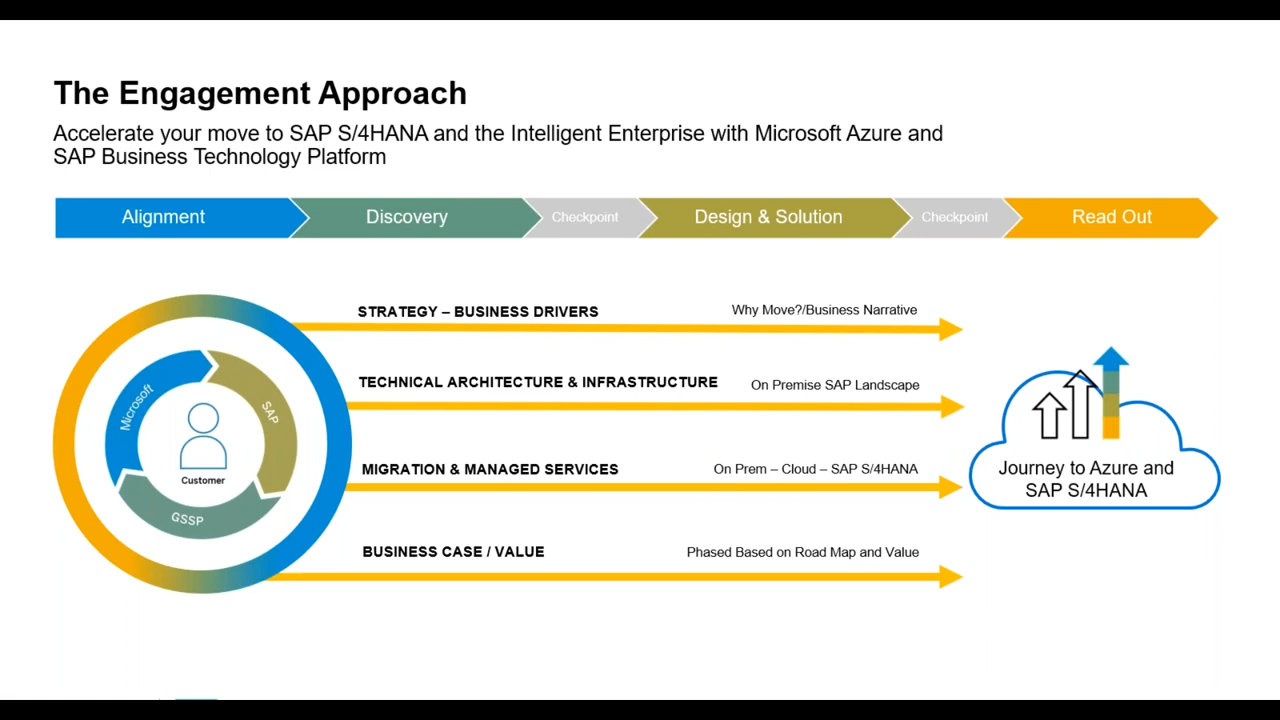 The Engagement Approach
Accelerate your move to SAP S/4HANA and the Intelligent Enterprise with Microsoft Azure and
SAP Business Technology Platform
Alignment
Discovery
Checkpoint
Design & Solution
Checkpoint
Read Out
STRATEGY – BUSINESS DRIVERS
Why Move?/Business Narrative
TECHNICAL ARCHITECTURE & INFRASTRUCTURE
On Premise SAP Landscape
MIGRATION & MANAGED SERVICES
On Prem – Cloud – SAP S/4HANA
BUSINESS CASE / VALUE
Phased Based on Road Map and Value
Microsoft
SAP
GSSP
Customer
Journey to Azure and
SAP S/4HANA